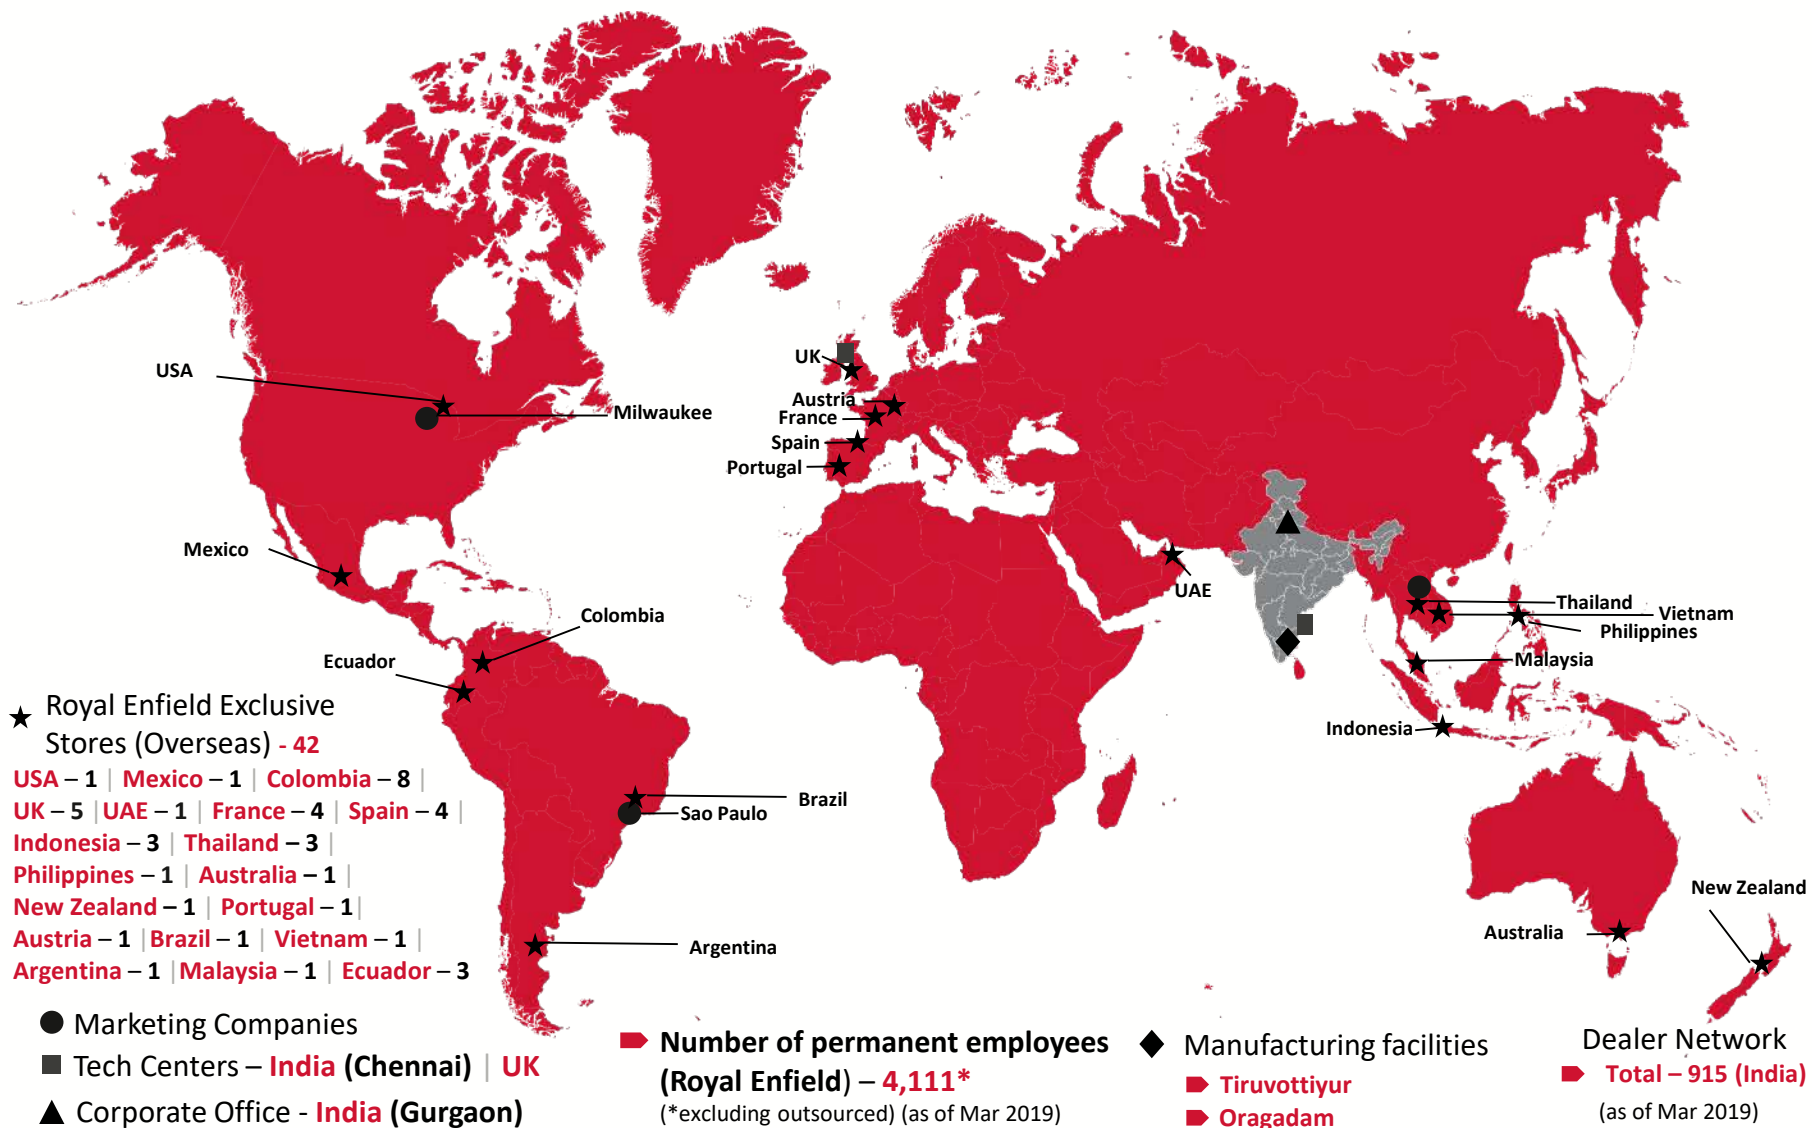 USA
Milwaukee
Mexico
Colombia
Ecuador
Brazil
Sao Paulo
Argentina
UK
Austria
France
Spain
Portugal
UAE
Thailand
Vietnam
Philippines
Malaysia
Indonesia
Australia
New Zealand
Royal Enfield Exclusive
Stores (Overseas) - 42
USA – 1 | Mexico – 1 | Colombia – 8 |
UK – 5 | UAE – 1 | France – 4 | Spain – 4 |
Indonesia – 3 | Thailand – 3 |
Philippines – 1 | Australia – 1 |
New Zealand – 1 | Portugal – 1 |
Austria – 1 | Brazil – 1 | Vietnam – 1 |
Argentina – 1 | Malaysia – 1 | Ecuador – 3
Marketing Companies
Tech Centers – India (Chennai) | UK
Corporate Office - India (Gurgaon)
Number of permanent employees
(Royal Enfield) – 4,111*
(*excluding outsourced) (as of Mar 2019)
Manufacturing facilities
Tiruvottiyur
Oragadam
Dealer Network
Total – 915 (India)
(as of Mar 2019)